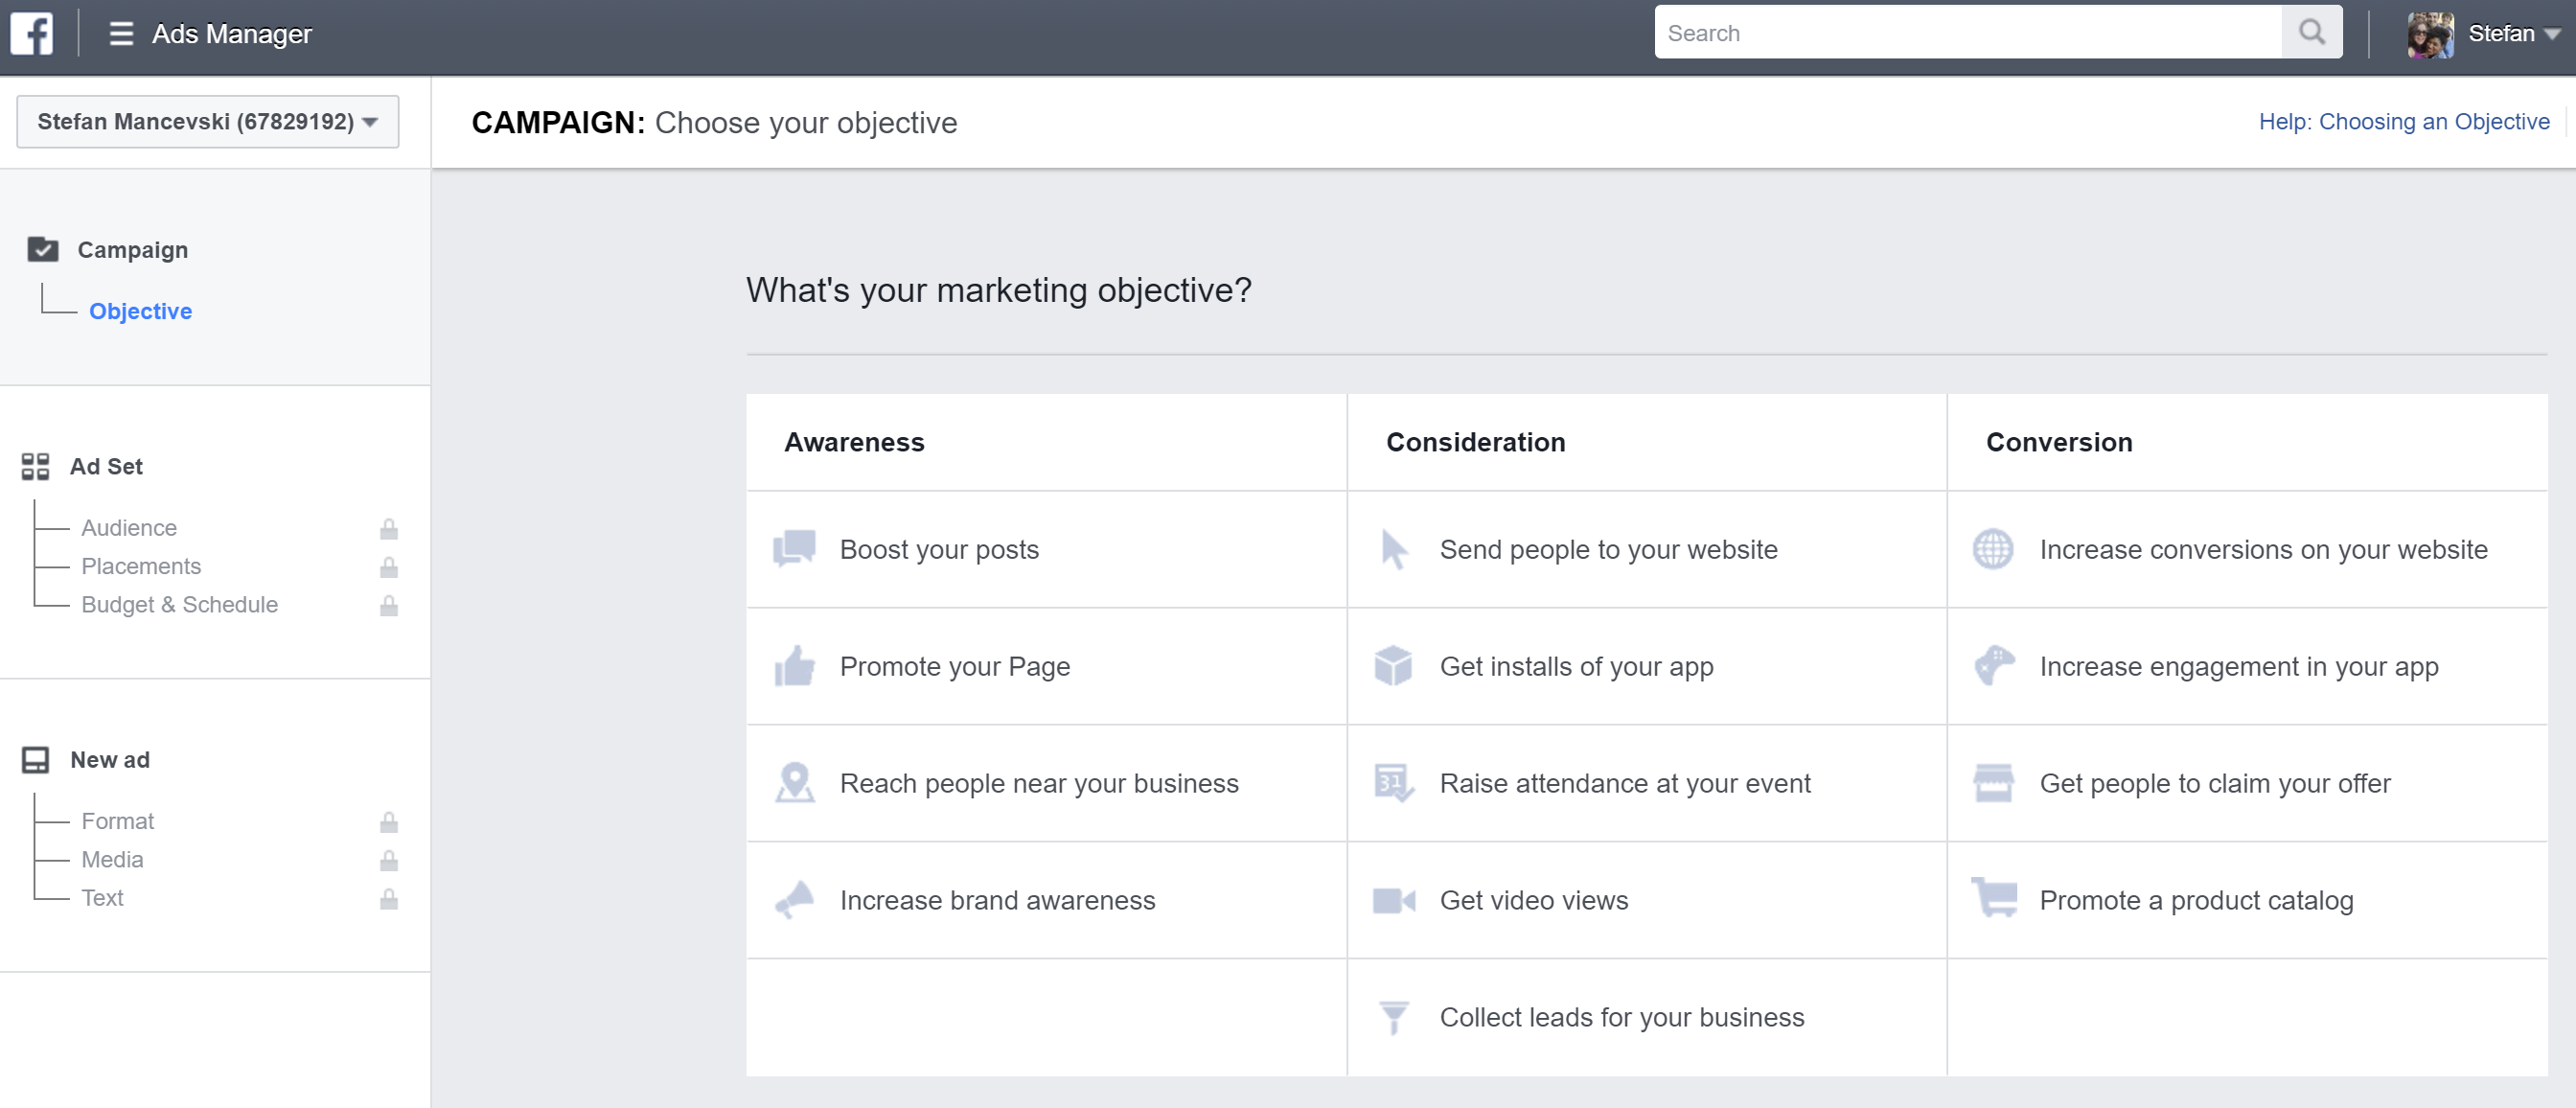 Ads Manager
Search
Stefan
Stefan Mancevski (67829192)
CAMPAIGN: Choose your objective
Help: Choosing an Objective
Campaign
Objective
Ad Set
Audience
Placements
Budget & Schedule
New ad
Format
Media
Text
What's your marketing objective?
Awareness
Boost your posts
Promote your Page
Reach people near your business
Increase brand awareness
Consideration
Send people to your website
Get installs of your app
31
Raise attendance at your event
Get video views
Collect leads for your business
Conversion
Increase conversions on your website
Increase engagement in your app
Get people to claim your offer
Promote a product catalog